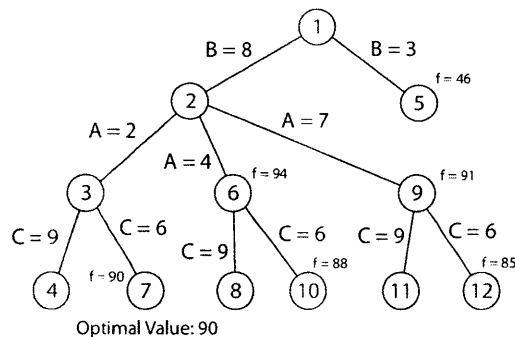 1
B = 8
B = 3
f = 46
2
5
A = 2
A = 4
A = 7
f = 94
f = 91
3
6
9
C = 9
C = 6
C = 9
C = 6
C = 9
C = 6
f = 90
f = 88
f = 85
4
7
8
10
11
12
Optimal Value: 90